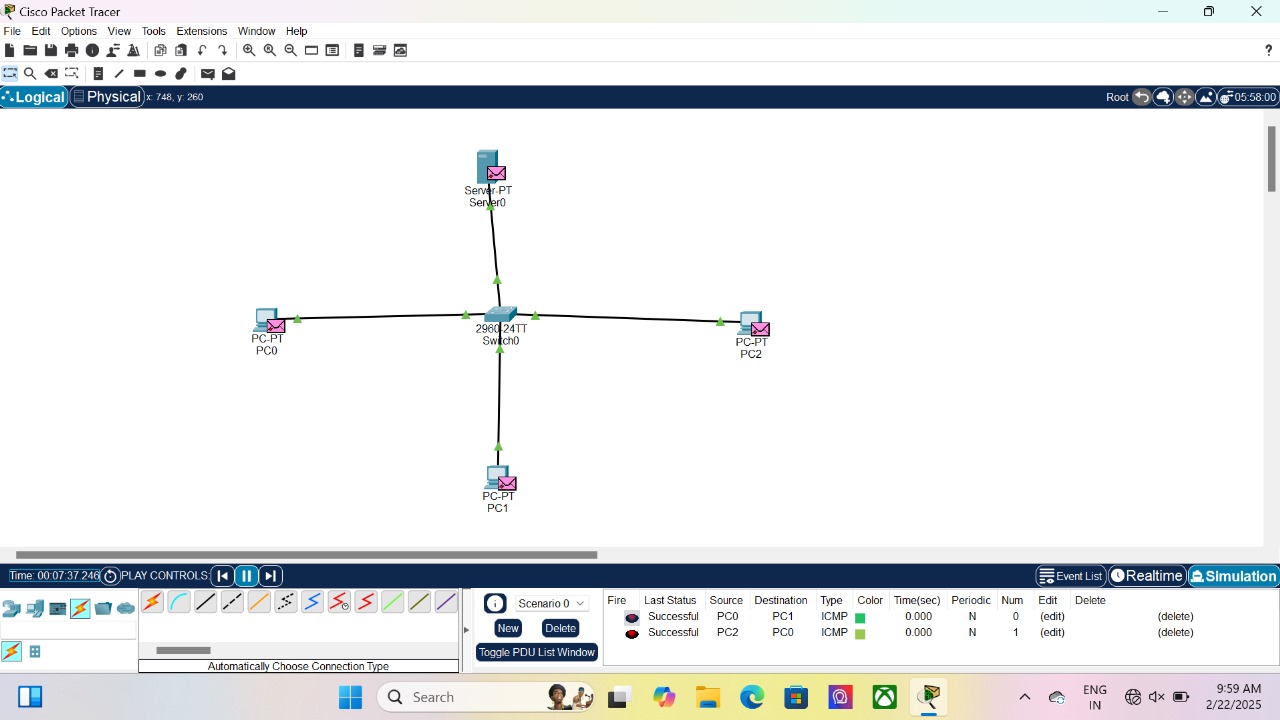 Cisco Packet Tracer
File Edit Options View Tools Extensions Window Help
?
Logical Physical x: 748, y: 260 Root 05:58:00
Server-PT
Server0
PC-PT
PC0
2960-24TT
Switch0
PC-PT
PC2
PC-PT
PC1
Time: 00:07:37.246 PLAY CONTROLS: Event List Realtime Simulation
Scenario 0
New Delete
Toggle PDU List Window
Automatically Choose Connection Type
Fire Last Status Source Destination Type Color Time(sec) Periodic Num Edit Delete
Successful PC0 PC1 ICMP 0.000 N 0 (edit) (delete)
Successful PC2 PC0 ICMP 0.000 N 1 (edit) (delete)
Search
ENG
IN
9:59 AM
2/22/2025